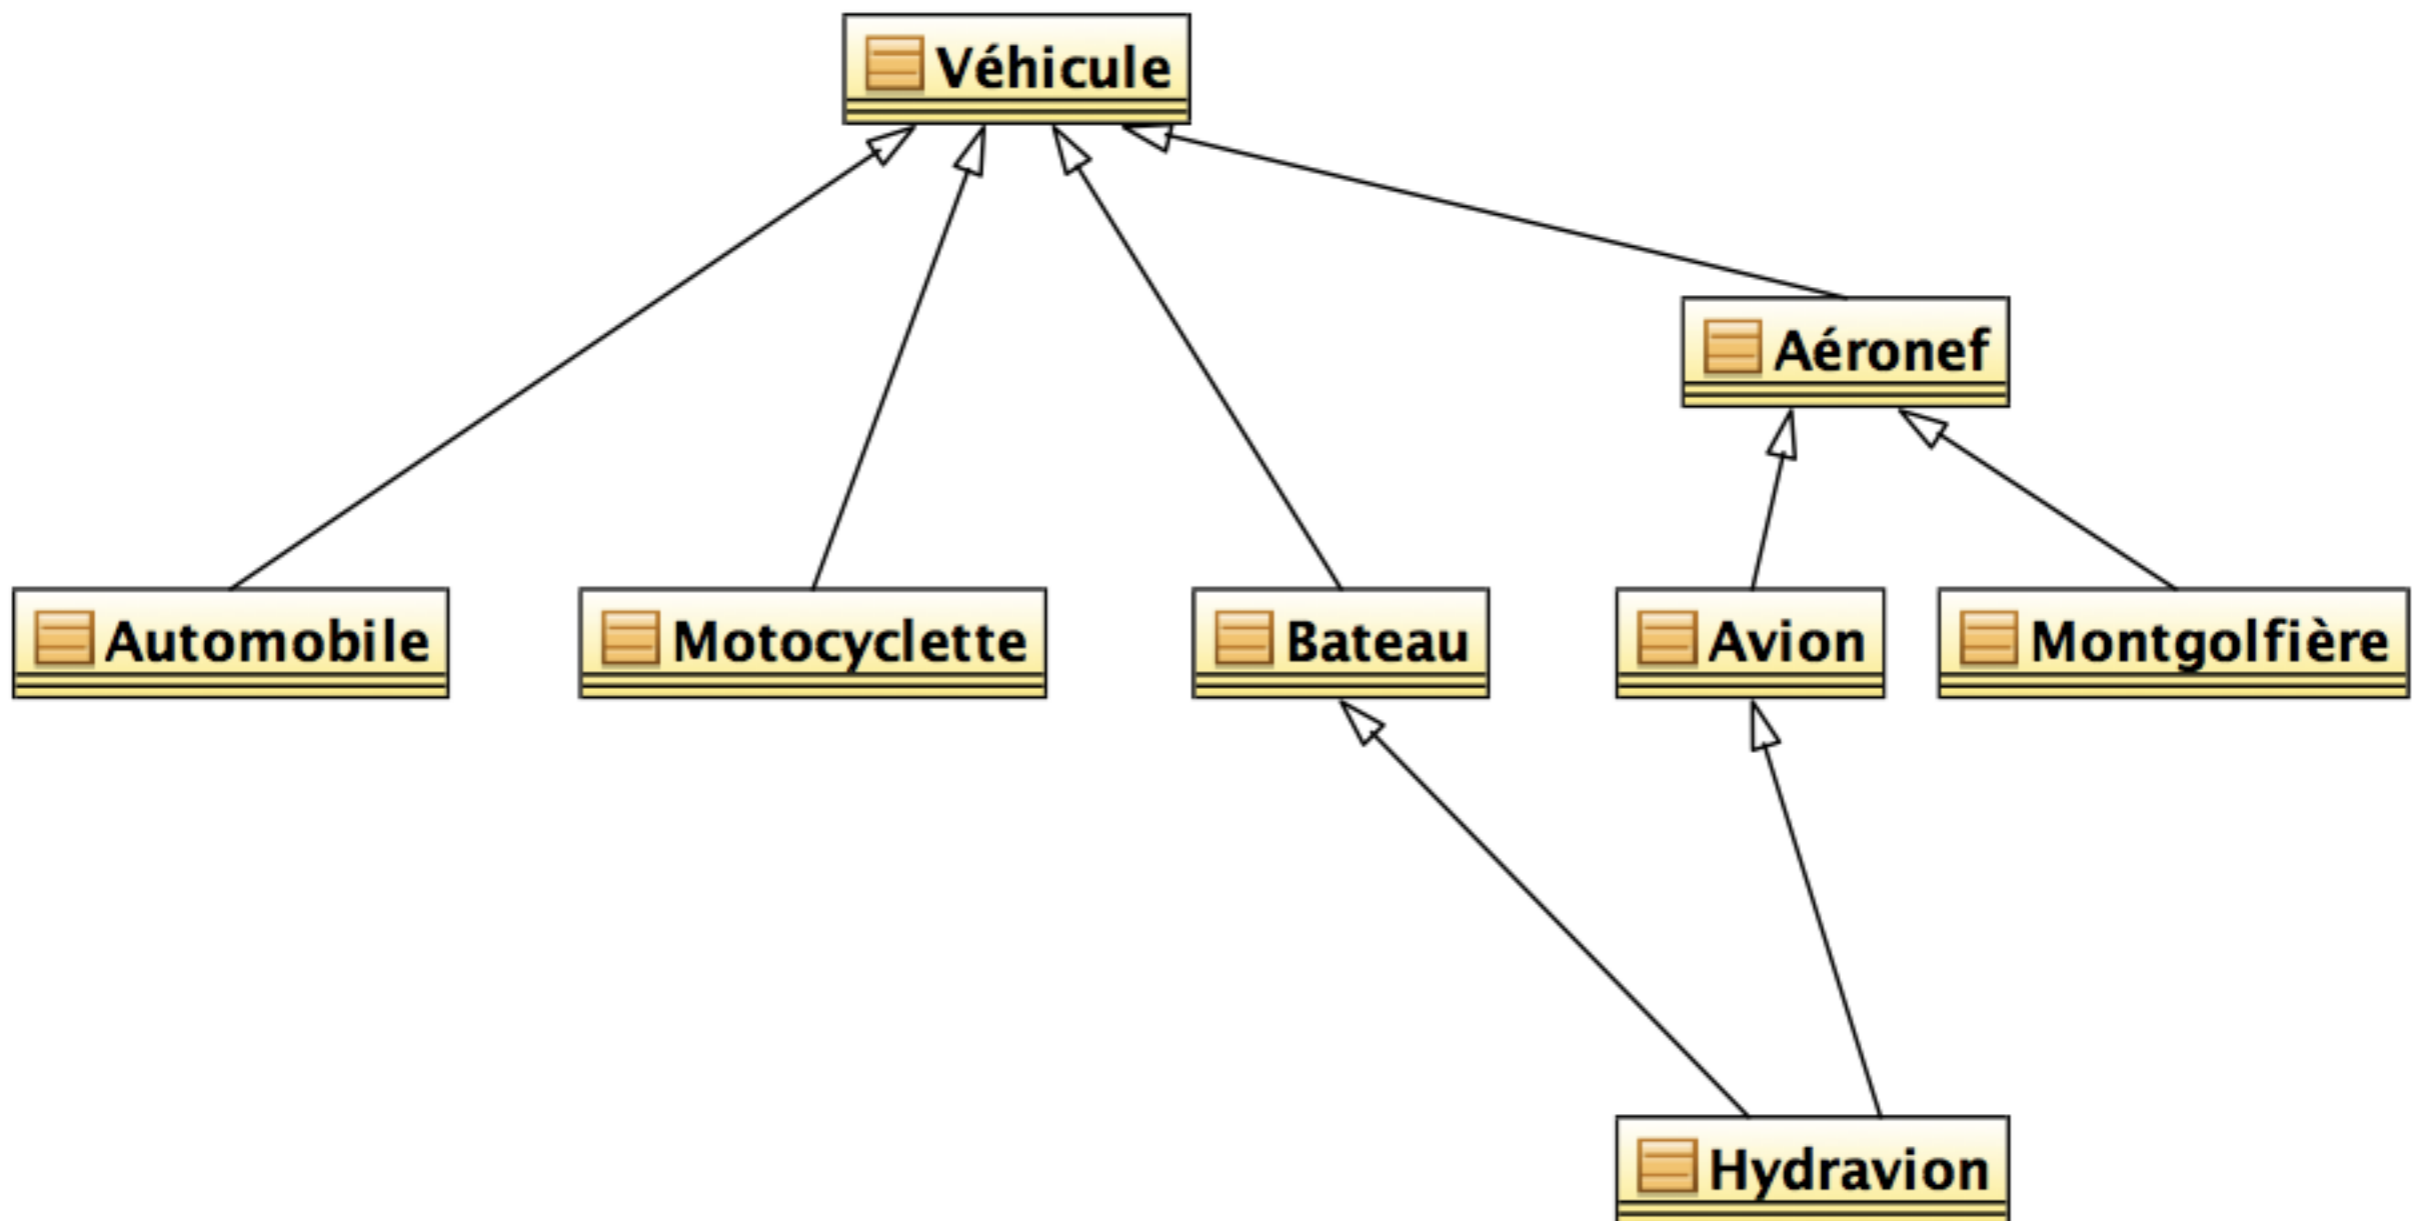 Véhicule
Aéronef
Automobile
Motocyclette
Bateau
Avion
Montgolfière
Hydravion